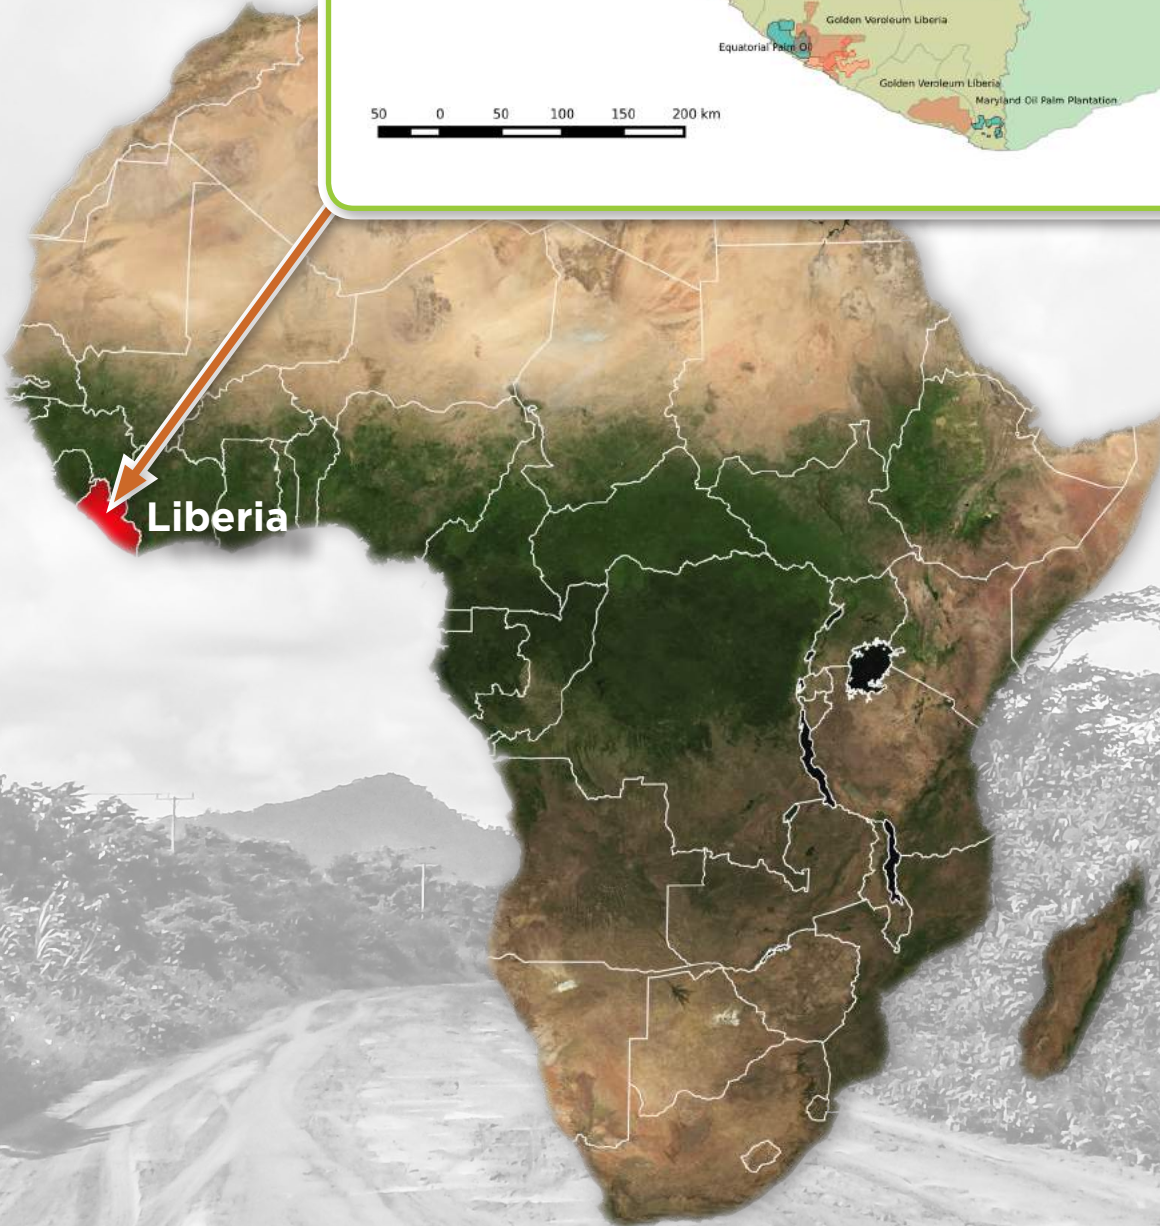 Golden Veroleum Liberia
Equatorial Palm Oil
Golden Veroleum Liberia
Maryland Oil Palm Plantation
50 0 50 100 150 200 km
Liberia